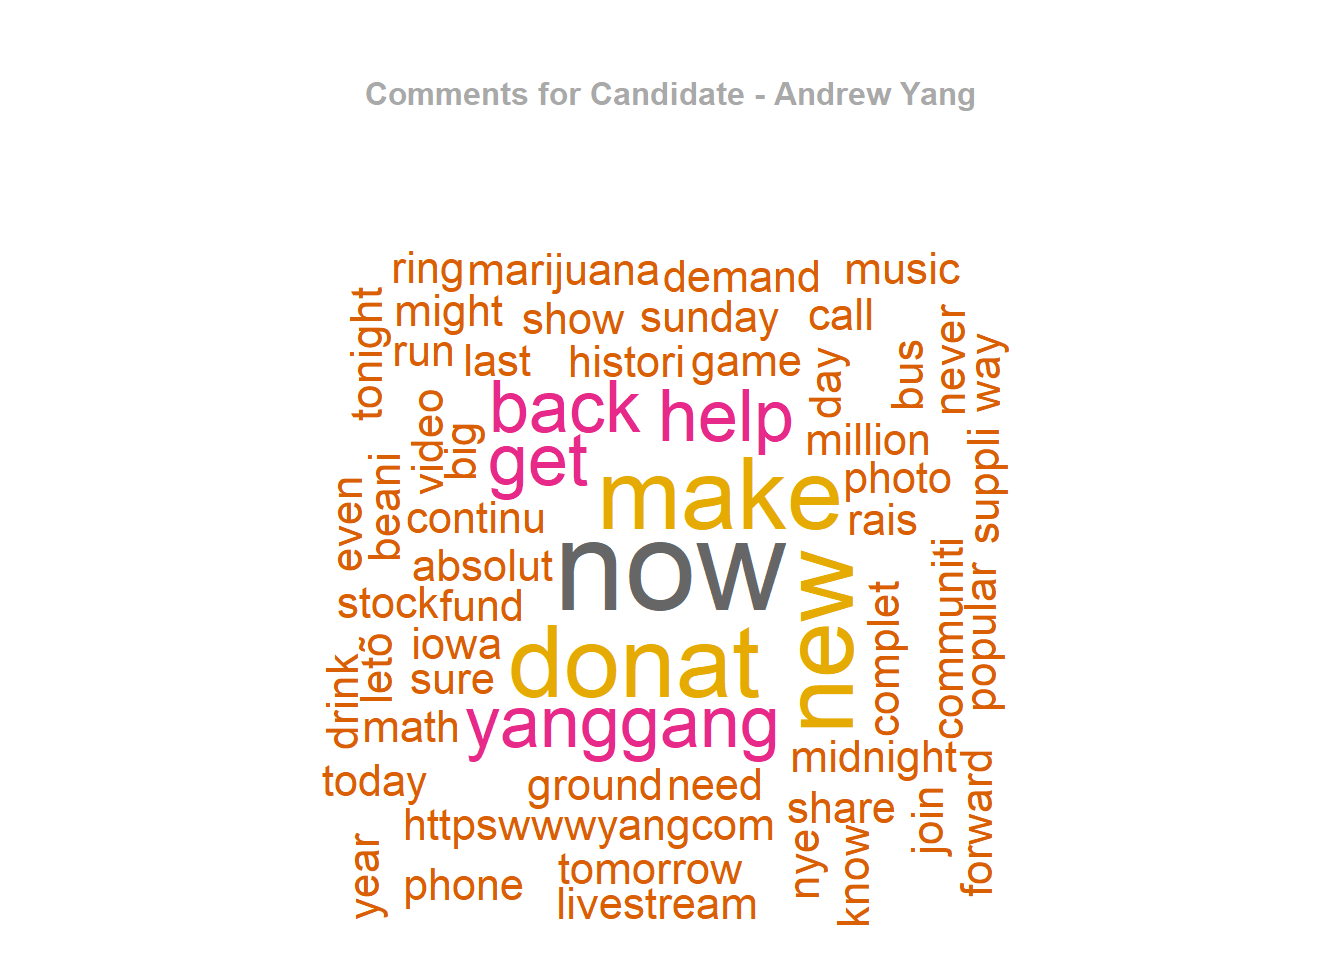 Comments for Candidate - Andrew Yang
ring
marijuana
demand
music
tonight
might
show
sunday
call
never
run
last
histori
game
day
bus
way
back
help
video
big
million
get
make
photo
suppli
even
beani
continu
rais
now
absolut
new
stock
fund
complet
communiti
popular
iowa
donat
drink
letõ
sure
math
yanggang
midnight
today
ground
need
forward
share
join
httpswwwyangcom
year
phone
tomorrow
nye
know
livestream